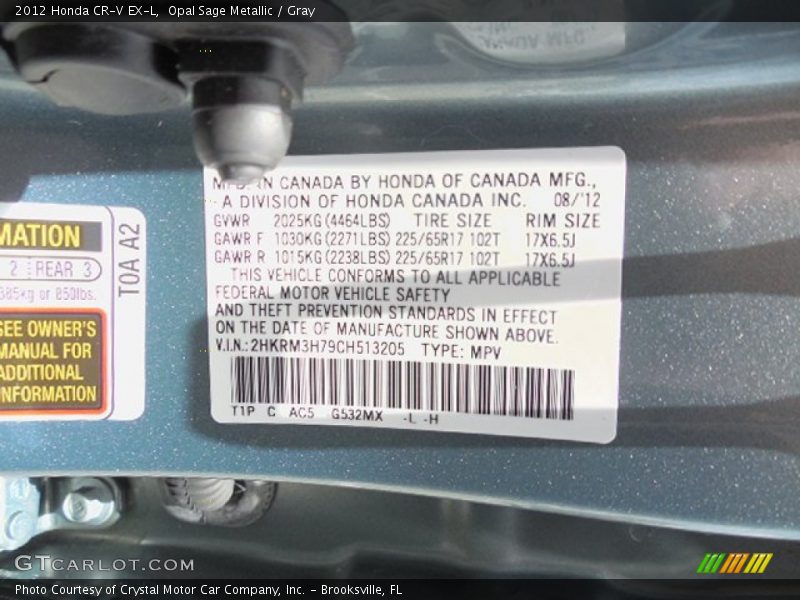 2012 Honda CR-V EX-L, Opal Sage Metallic / Gray
CANADA MFG.
MFD. IN CANADA BY HONDA OF CANADA MFG.,
A DIVISION OF HONDA CANADA INC. 08/'12
GVWR 2025KG(4464LBS) TIRE SIZE RIM SIZE
GAWR F 1030KG(2271LBS) 225/65R17 102T 17X6.5J
GAWR R 1015KG(2238LBS) 225/65R17 102T 17X6.5J
THIS VEHICLE CONFORMS TO ALL APPLICABLE
FEDERAL MOTOR VEHICLE SAFETY
AND THEFT PREVENTION STANDARDS IN EFFECT
ON THE DATE OF MANUFACTURE SHOWN ABOVE.
V.I.N.:2HKRM3H79CH513205 TYPE: MPV
T1P C AC5 G532MX -L -H
MATION
2 REAR 3
385kg or 850lbs.
SEE OWNER'S
MANUAL FOR
ADDITIONAL
NFORMATION
T0A A2
GTCARLOT.COM
Photo Courtesy of Crystal Motor Car Company, Inc. – Brooksville, FL